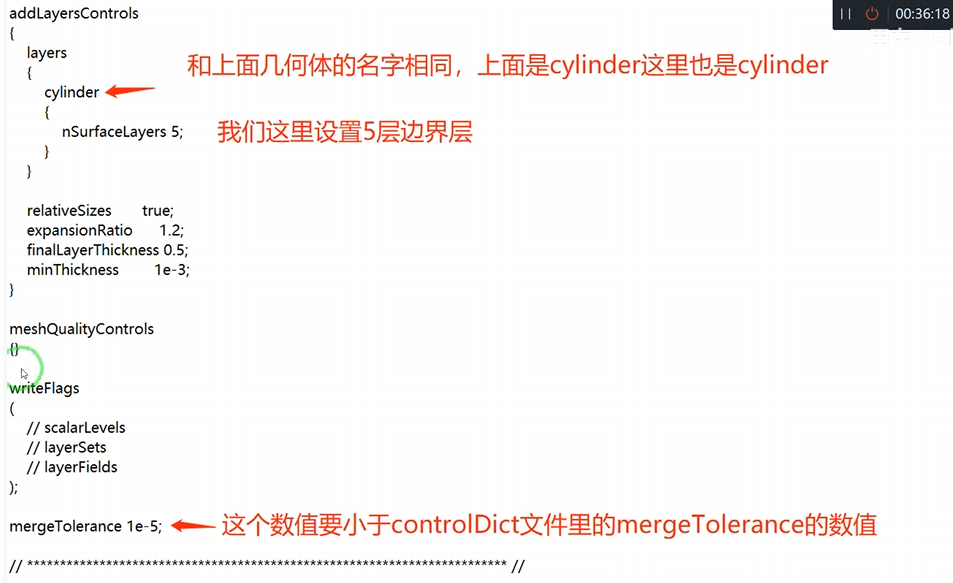 addLayersControls
{
layers
{
cylinder
{
nSurfaceLayers 5;
}
}
relativeSizes true;
expansionRatio 1.2;
finalLayerThickness 0.5;
minThickness 1e-3;
}
meshQualityControls
{}
writeFlags
(
// scalarLevels
// layerSets
// layerFields
);
mergeTolerance 1e-5;
// ************************************************************************* //
00:36:18
和上面几何体的名字相同，上面是cylinder这里也是cylinder
我们这里设置5层边界层
这个数值要小于controlDict文件里的mergeTolerance的数值